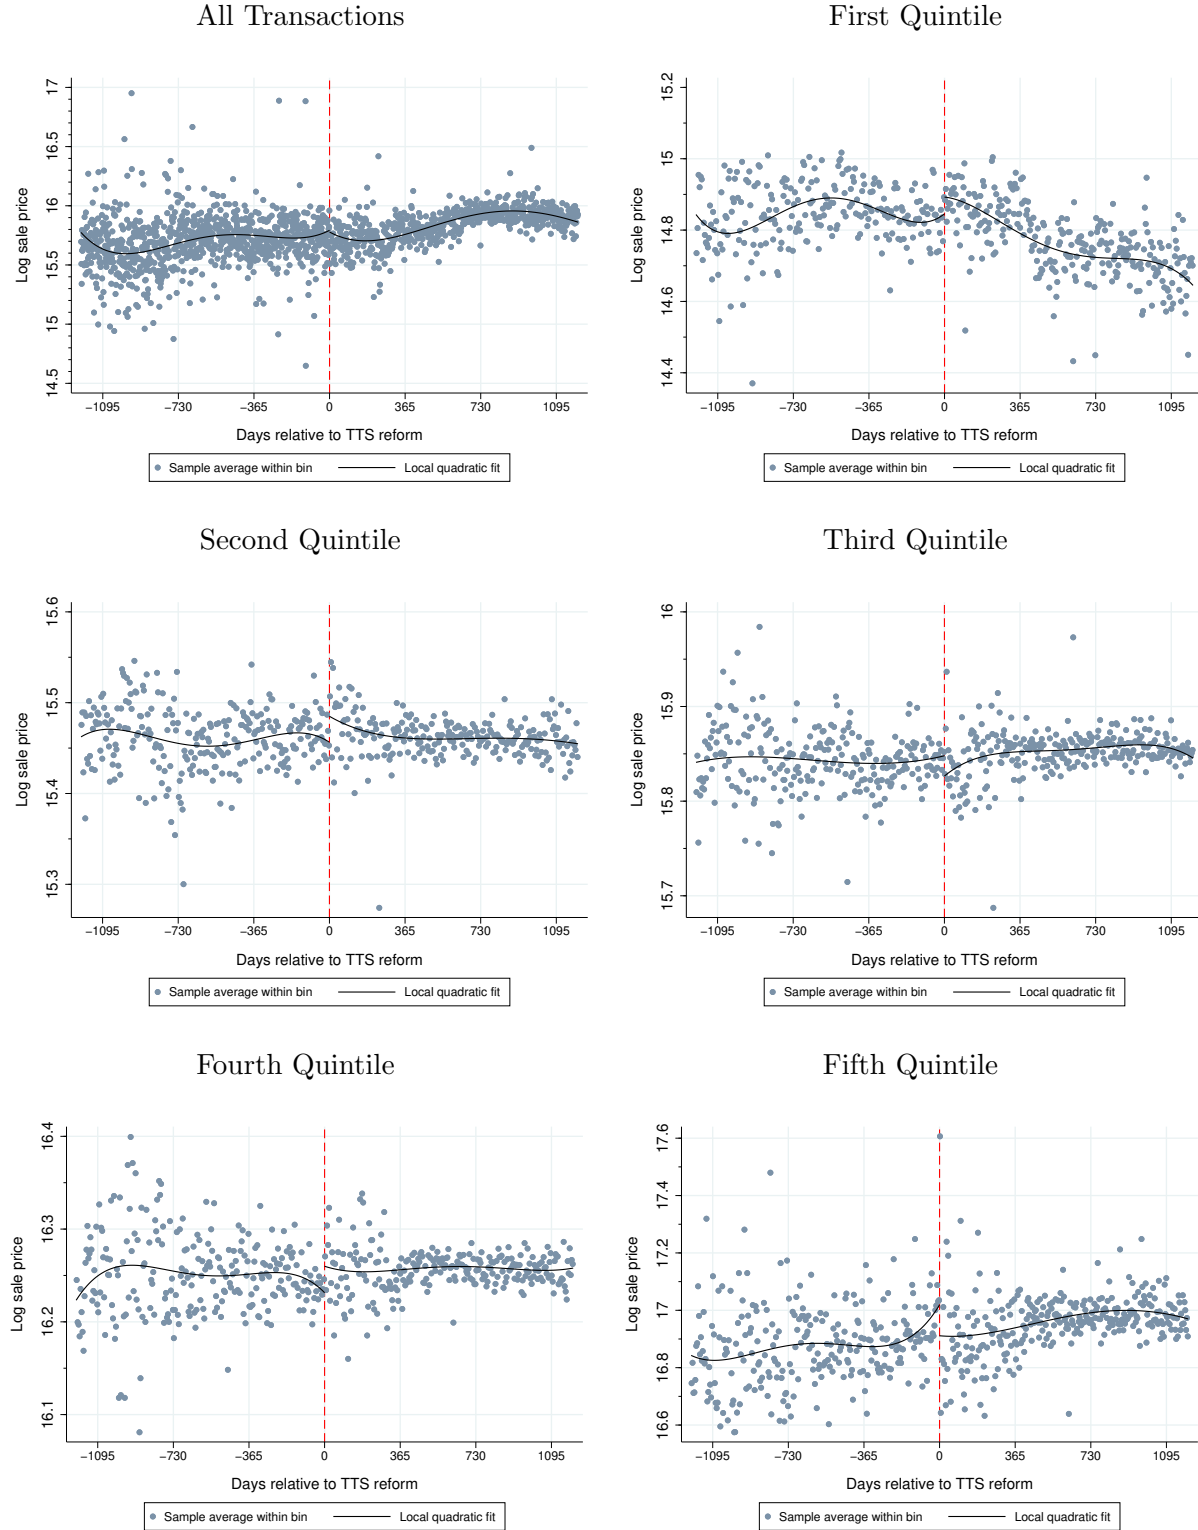 All Transactions
Log sale price
17
16.5
16
15.5
15
14.5
−1095 −730 −365 0 365 730 1095
Days relative to TTS reform
Sample average within bin Local quadratic fit
First Quintile
Log sale price
15.2
15
14.8
14.6
14.4
−1095 −730 −365 0 365 730 1095
Days relative to TTS reform
Sample average within bin Local quadratic fit
Second Quintile
Log sale price
15.6
15.5
15.4
15.3
−1095 −730 −365 0 365 730 1095
Days relative to TTS reform
Sample average within bin Local quadratic fit
Third Quintile
Log sale price
16
15.9
15.8
15.7
−1095 −730 −365 0 365 730 1095
Days relative to TTS reform
Sample average within bin Local quadratic fit
Fourth Quintile
Log sale price
16.4
16.3
16.2
16.1
−1095 −730 −365 0 365 730 1095
Days relative to TTS reform
Sample average within bin Local quadratic fit
Fifth Quintile
Log sale price
17.6
17.4
17.2
17
16.8
16.6
−1095 −730 −365 0 365 730 1095
Days relative to TTS reform
Sample average within bin Local quadratic fit